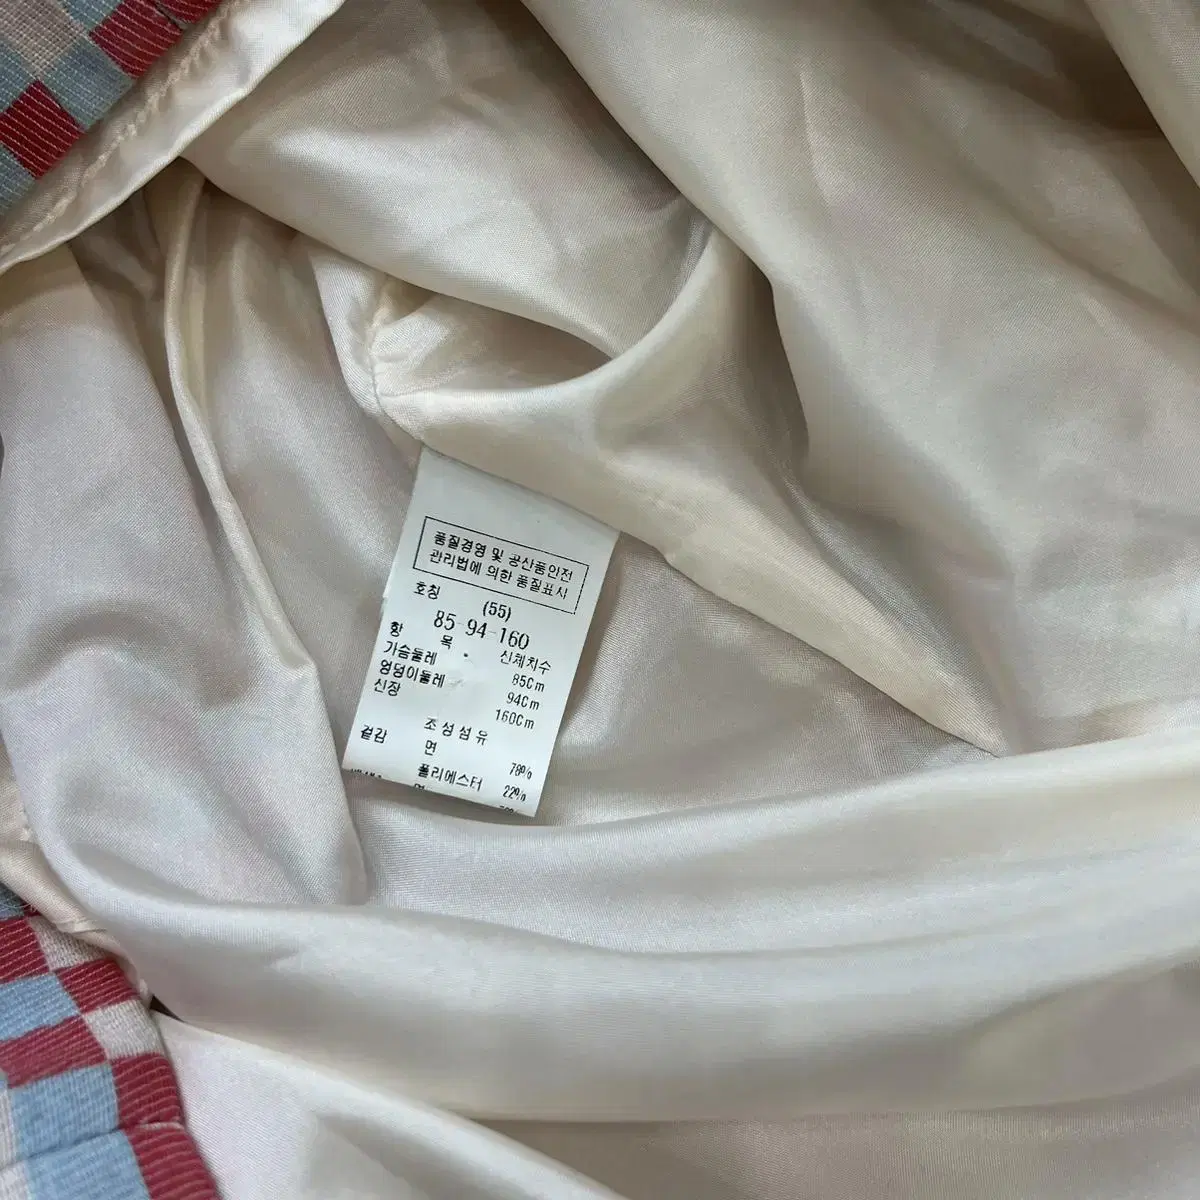 품질경영 및 공산품안전
관리법에 의한 품질표시
호칭 (55)
85-94-160
항 목 신체치수
가슴둘레 85Cm
엉덩이둘레 94Cm
신장 160Cm
조성섬유
겉감 면 78%
폴리에스터 22%
면